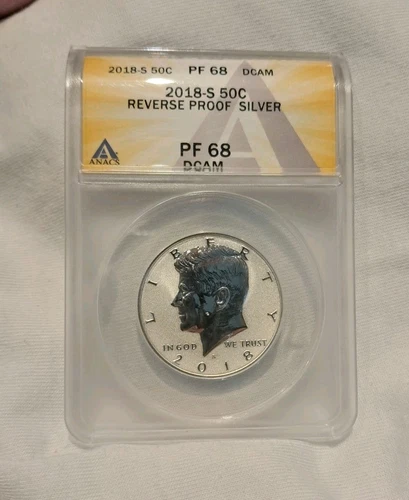 2018-S 50C PF 68 DCAM
2018-S 50C
REVERSE PROOF SILVER
ANACS
PF 68
DCAM
LIBERTY
IN GOD WE TRUST
2018